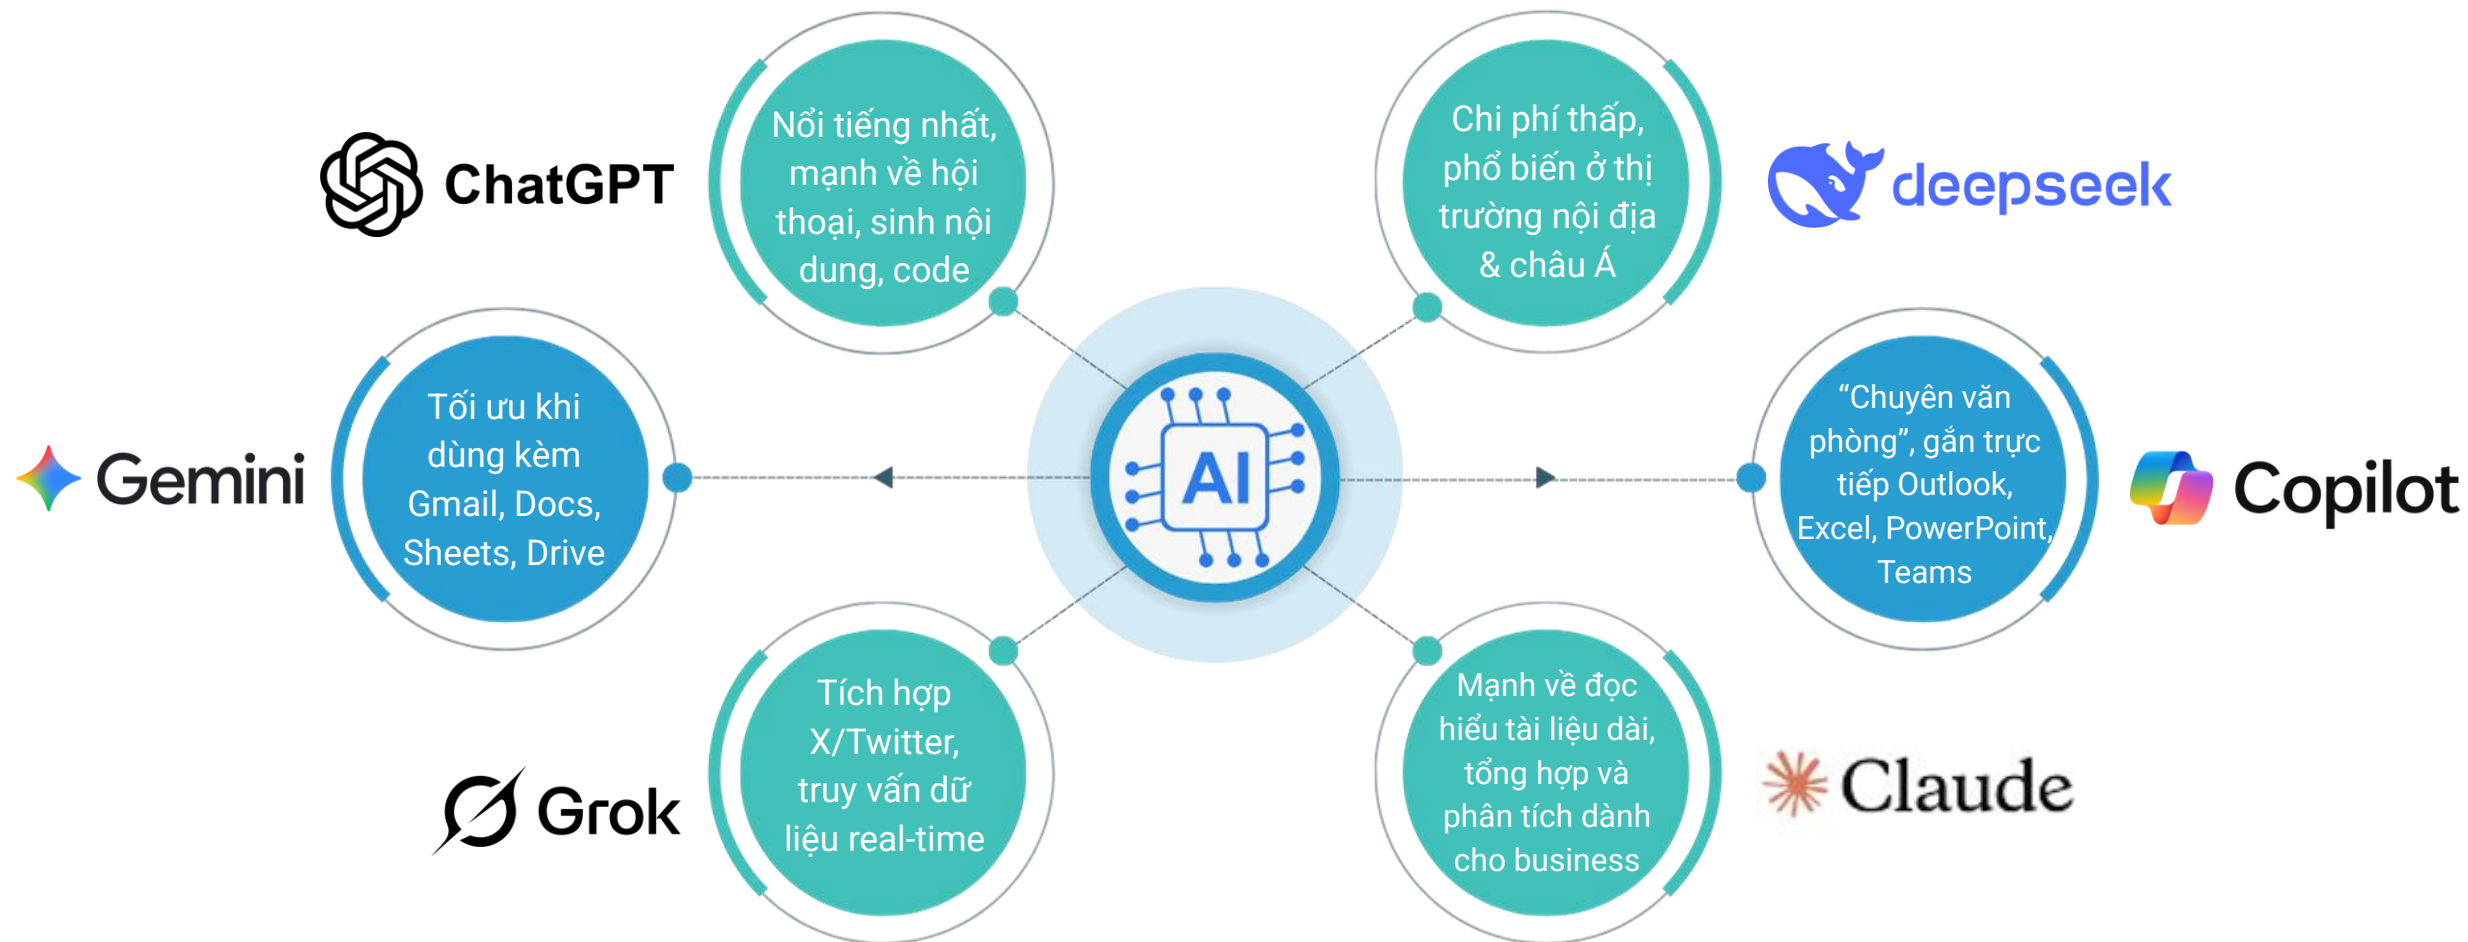 ChatGPT
Nổi tiếng nhất,
mạnh về hội
thoại, sinh nội
dung, code
Chi phí thấp,
phổ biến ở thị
trường nội địa
& châu Á
deepseek
Gemini
Tối ưu khi
dùng kèm
Gmail, Docs,
Sheets, Drive
AI
“Chuyên văn
phòng”, gắn trực
tiếp Outlook,
Excel, PowerPoint,
Teams
Copilot
Grok
Tích hợp
X/Twitter,
truy vấn dữ
liệu real-time
Mạnh về đọc
hiểu tài liệu dài,
tổng hợp và
phân tích dành
cho business
Claude